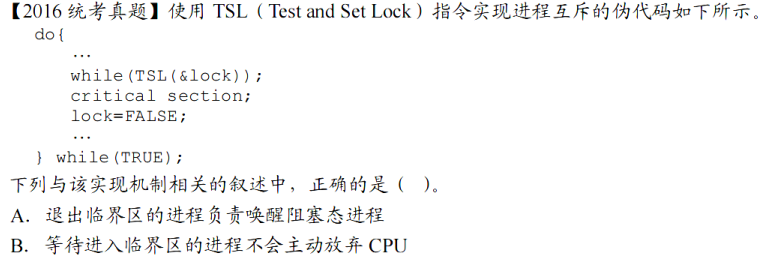 【2016 统考真题】使用 TSL（Test and Set Lock）指令实现进程互斥的伪代码如下所示。
do{
…
while(TSL(&lock));
critical section;
lock=FALSE;
…
} while(TRUE);
下列与该实现机制相关的叙述中，正确的是（ ）。
A. 退出临界区的进程负责唤醒阻塞态进程
B. 等待进入临界区的进程不会主动放弃 CPU